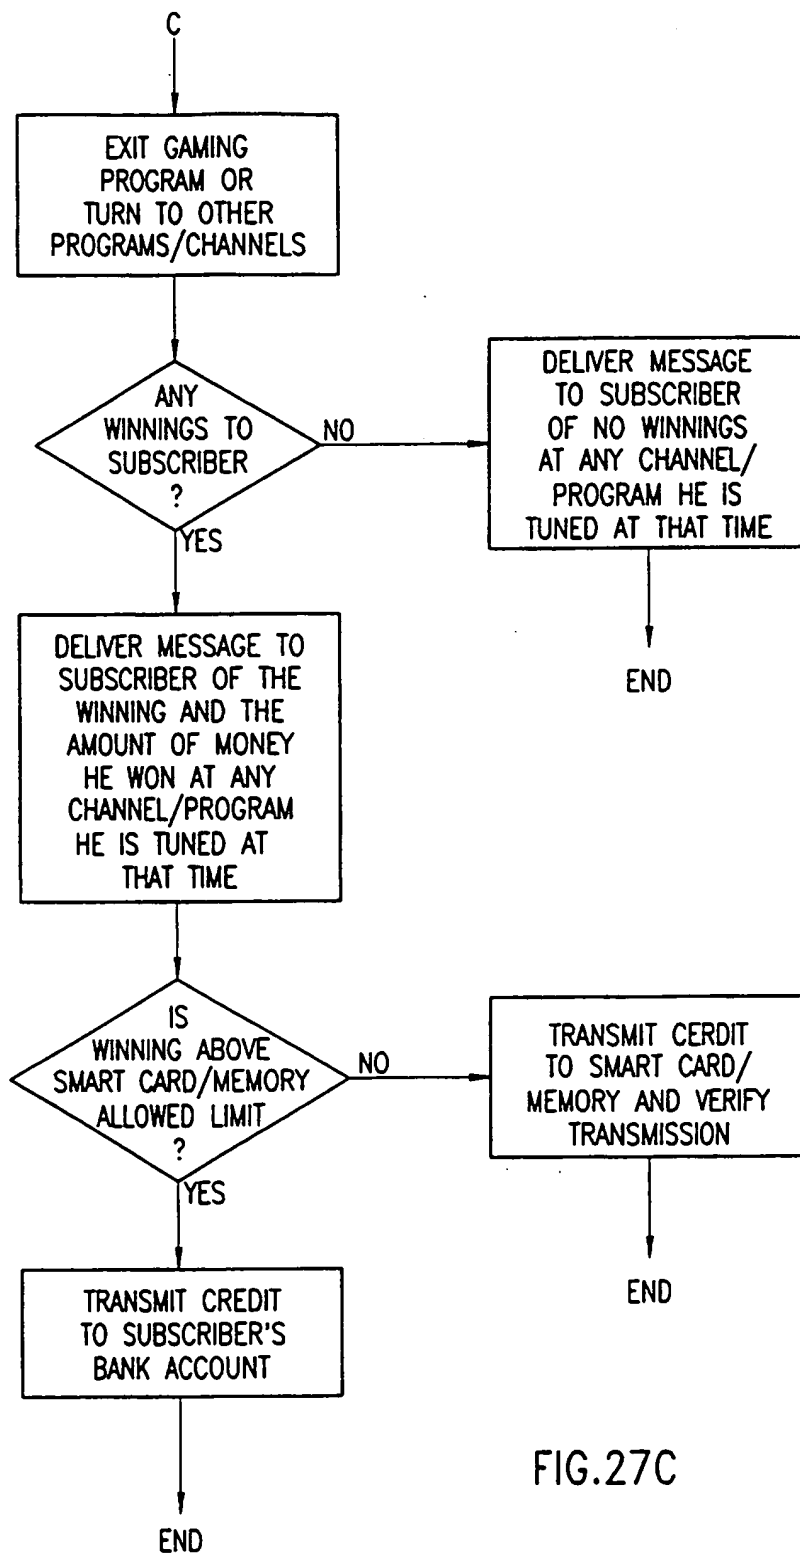 C
EXIT GAMING
PROGRAM OR
TURN TO OTHER
PROGRAMS/CHANNELS
ANY
WINNINGS TO
SUBSCRIBER
?
NO
DELIVER MESSAGE
TO SUBSCRIBER
OF NO WINNINGS
AT ANY CHANNEL/
PROGRAM HE IS
TUNED AT THAT TIME
END
YES
DELIVER MESSAGE TO
SUBSCRIBER OF THE
WINNING AND THE
AMOUNT OF MONEY
HE WON AT ANY
CHANNEL/PROGRAM
HE IS TUNED AT
THAT TIME
IS
WINNING ABOVE
SMART CARD/MEMORY
ALLOWED LIMIT
?
NO
TRANSMIT CERDIT
TO SMART CARD/
MEMORY AND VERIFY
TRANSMISSION
END
YES
TRANSMIT CREDIT
TO SUBSCRIBER'S
BANK ACCOUNT
END
FIG.27C